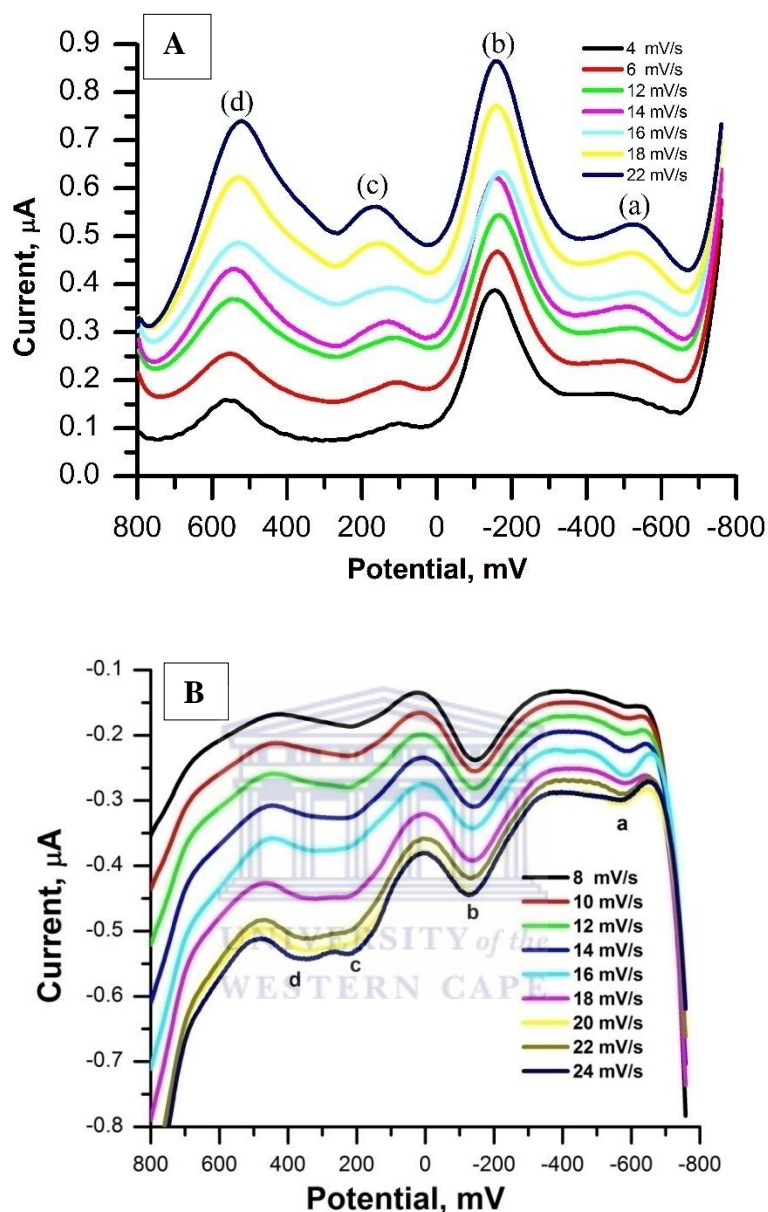 A
0.9
0.8
0.7
0.6
0.5
0.4
0.3
0.2
0.1
0.0
Current, μA
(d)
(c)
(b)
(a)
4 mV/s
6 mV/s
12 mV/s
14 mV/s
16 mV/s
18 mV/s
22 mV/s
800 600 400 200 0 -200 -400 -600 -800
Potential, mV
B
-0.1
-0.2
-0.3
-0.4
-0.5
-0.6
-0.7
-0.8
Current, μA
a
b
d
c
UNIVERSITY of the
WESTERN CAPE
8 mV/s
10 mV/s
12 mV/s
14 mV/s
16 mV/s
18 mV/s
20 mV/s
22 mV/s
24 mV/s
800 600 400 200 0 -200 -400 -600 -800
Potential, mV